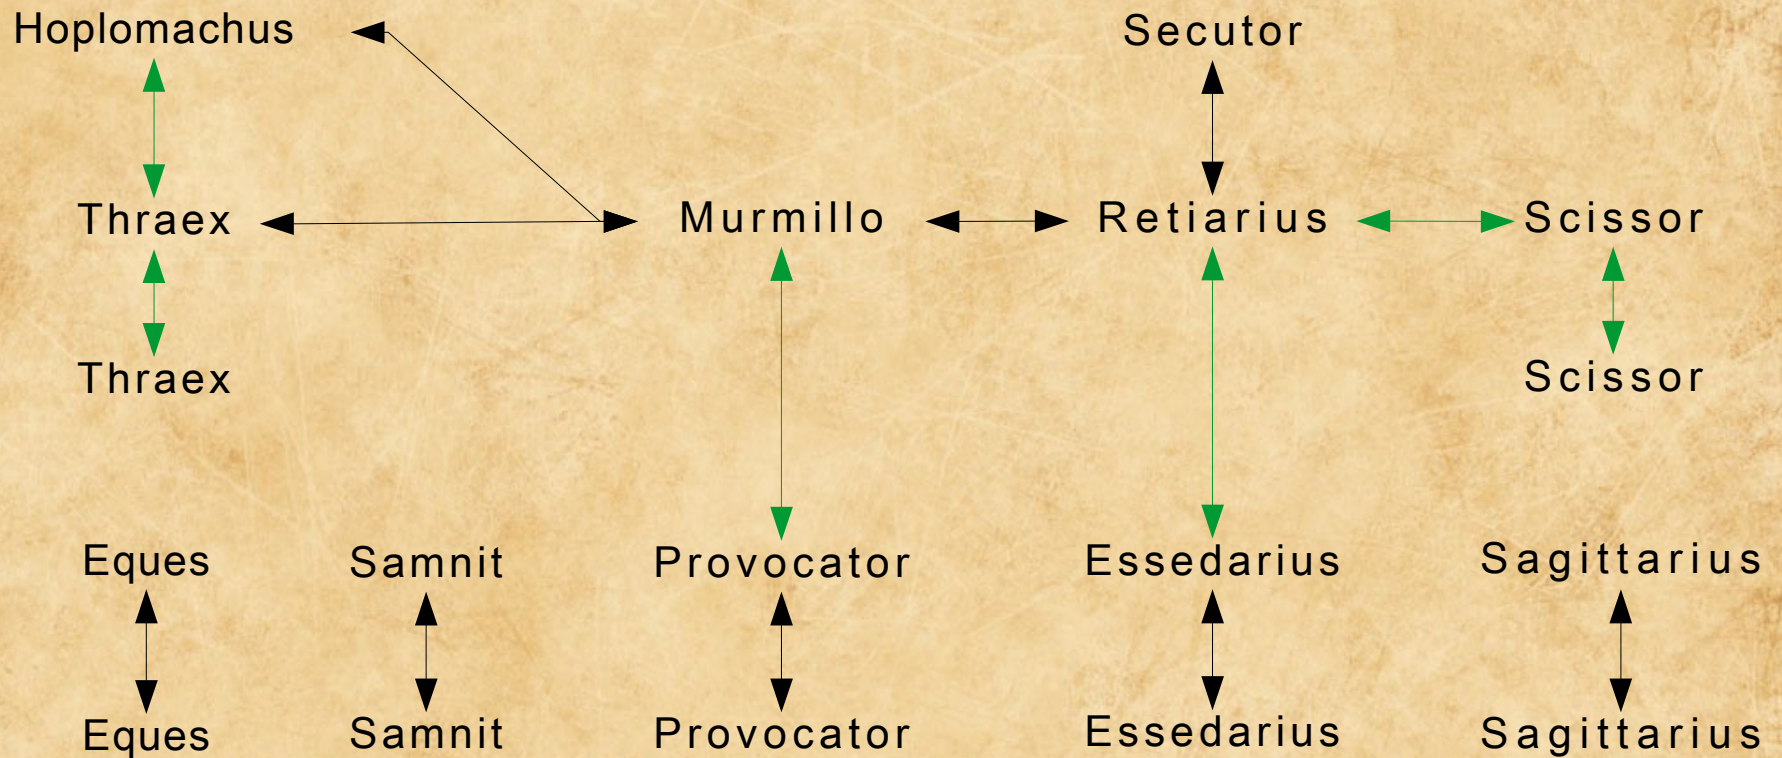 Hoplomachus
Secutor
Thraex
Murmillo
Retiarius
Scissor
Thraex
Scissor
Eques
Samnit
Provocator
Essedarius
Sagittarius
Eques
Samnit
Provocator
Essedarius
Sagittarius